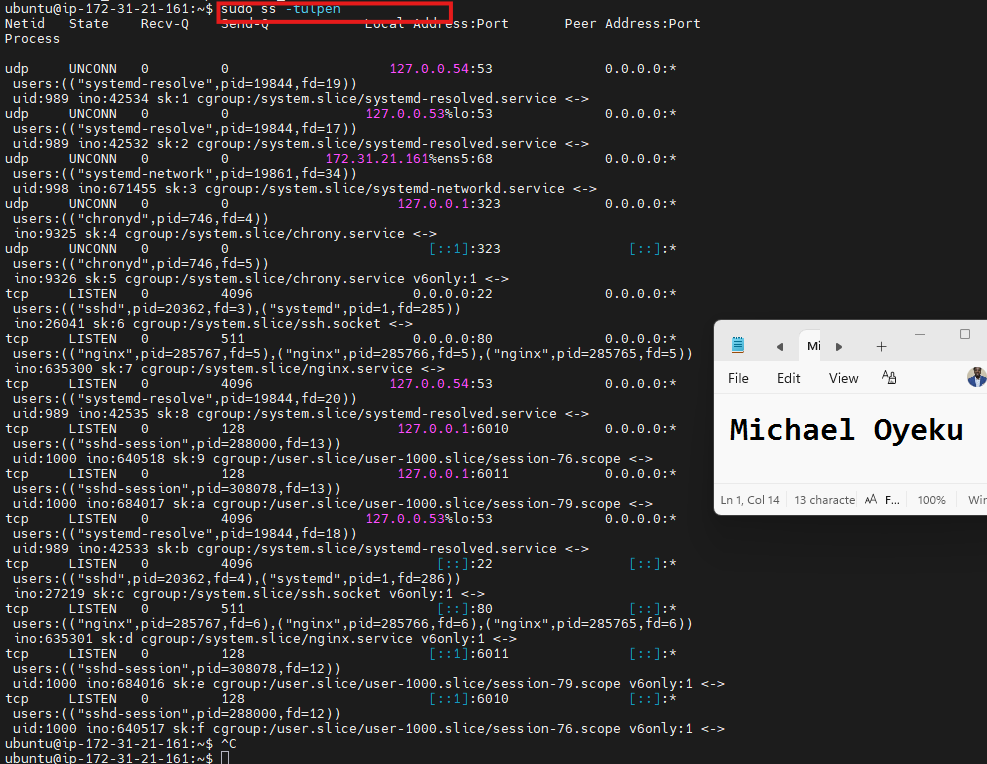 ubuntu@ip-172-31-21-161:~$ sudo ss -tulpen
Netid State Recv-Q Send-Q Local Address:Port Peer Address:Port
Process
udp UNCONN 0 0 127.0.0.54:53 0.0.0.0:*
users:(("systemd-resolve",pid=19844,fd=19))
uid:989 ino:42534 sk:1 cgroup:/system.slice/systemd-resolved.service <->
udp UNCONN 0 0 127.0.0.53%lo:53 0.0.0.0:*
users:(("systemd-resolve",pid=19844,fd=17))
uid:989 ino:42532 sk:2 cgroup:/system.slice/systemd-resolved.service <->
udp UNCONN 0 0 172.31.21.161%ens5:68 0.0.0.0:*
users:(("systemd-network",pid=19861,fd=34))
uid:998 ino:671455 sk:3 cgroup:/system.slice/systemd-networkd.service <->
udp UNCONN 0 0 127.0.0.1:323 0.0.0.0:*
users:(("chronyd",pid=746,fd=4))
ino:9325 sk:4 cgroup:/system.slice/chrony.service <->
udp UNCONN 0 0 [::1]:323 [::]:*
users:(("chronyd",pid=746,fd=5))
ino:9326 sk:5 cgroup:/system.slice/chrony.service v6only:1 <->
tcp LISTEN 0 4096 0.0.0.0:22 0.0.0.0:*
users:(("sshd",pid=20362,fd=3),("systemd",pid=1,fd=285))
ino:26041 sk:6 cgroup:/system.slice/ssh.socket <->
tcp LISTEN 0 511 0.0.0.0:80 0.0.0.0:*
users:(("nginx",pid=285767,fd=5),("nginx",pid=285766,fd=5),("nginx",pid=285765,fd=5))
ino:635300 sk:7 cgroup:/system.slice/nginx.service <->
tcp LISTEN 0 4096 127.0.0.54:53 0.0.0.0:*
users:(("systemd-resolve",pid=19844,fd=20))
uid:989 ino:42535 sk:8 cgroup:/system.slice/systemd-resolved.service <->
tcp LISTEN 0 128 127.0.0.1:6010 0.0.0.0:*
users:(("sshd-session",pid=288000,fd=13))
uid:1000 ino:640518 sk:9 cgroup:/user.slice/user-1000.slice/session-76.scope <->
tcp LISTEN 0 128 127.0.0.1:6011 0.0.0.0:*
users:(("sshd-session",pid=308078,fd=13))
uid:1000 ino:684017 sk:a cgroup:/user.slice/user-1000.slice/session-79.scope <->
tcp LISTEN 0 4096 127.0.0.53%lo:53 0.0.0.0:*
users:(("systemd-resolve",pid=19844,fd=18))
uid:989 ino:42533 sk:b cgroup:/system.slice/systemd-resolved.service <->
tcp LISTEN 0 4096 [::]:22 [::]:*
users:(("sshd",pid=20362,fd=4),("systemd",pid=1,fd=286))
ino:27219 sk:c cgroup:/system.slice/ssh.socket v6only:1 <->
tcp LISTEN 0 511 [::]:80 [::]:*
users:(("nginx",pid=285767,fd=6),("nginx",pid=285766,fd=6),("nginx",pid=285765,fd=6))
ino:635301 sk:d cgroup:/system.slice/nginx.service v6only:1 <->
tcp LISTEN 0 128 [::1]:6011 [::]:*
users:(("sshd-session",pid=308078,fd=12))
uid:1000 ino:684016 sk:e cgroup:/user.slice/user-1000.slice/session-79.scope v6only:1 <->
tcp LISTEN 0 128 [::1]:6010 [::]:*
users:(("sshd-session",pid=288000,fd=12))
uid:1000 ino:640517 sk:f cgroup:/user.slice/user-1000.slice/session-76.scope v6only:1 <->
ubuntu@ip-172-31-21-161:~$ ^C
ubuntu@ip-172-31-21-161:~$
Mi
File Edit View
Michael Oyeku
Ln 1, Col 14 13 characte F... 100% Wir